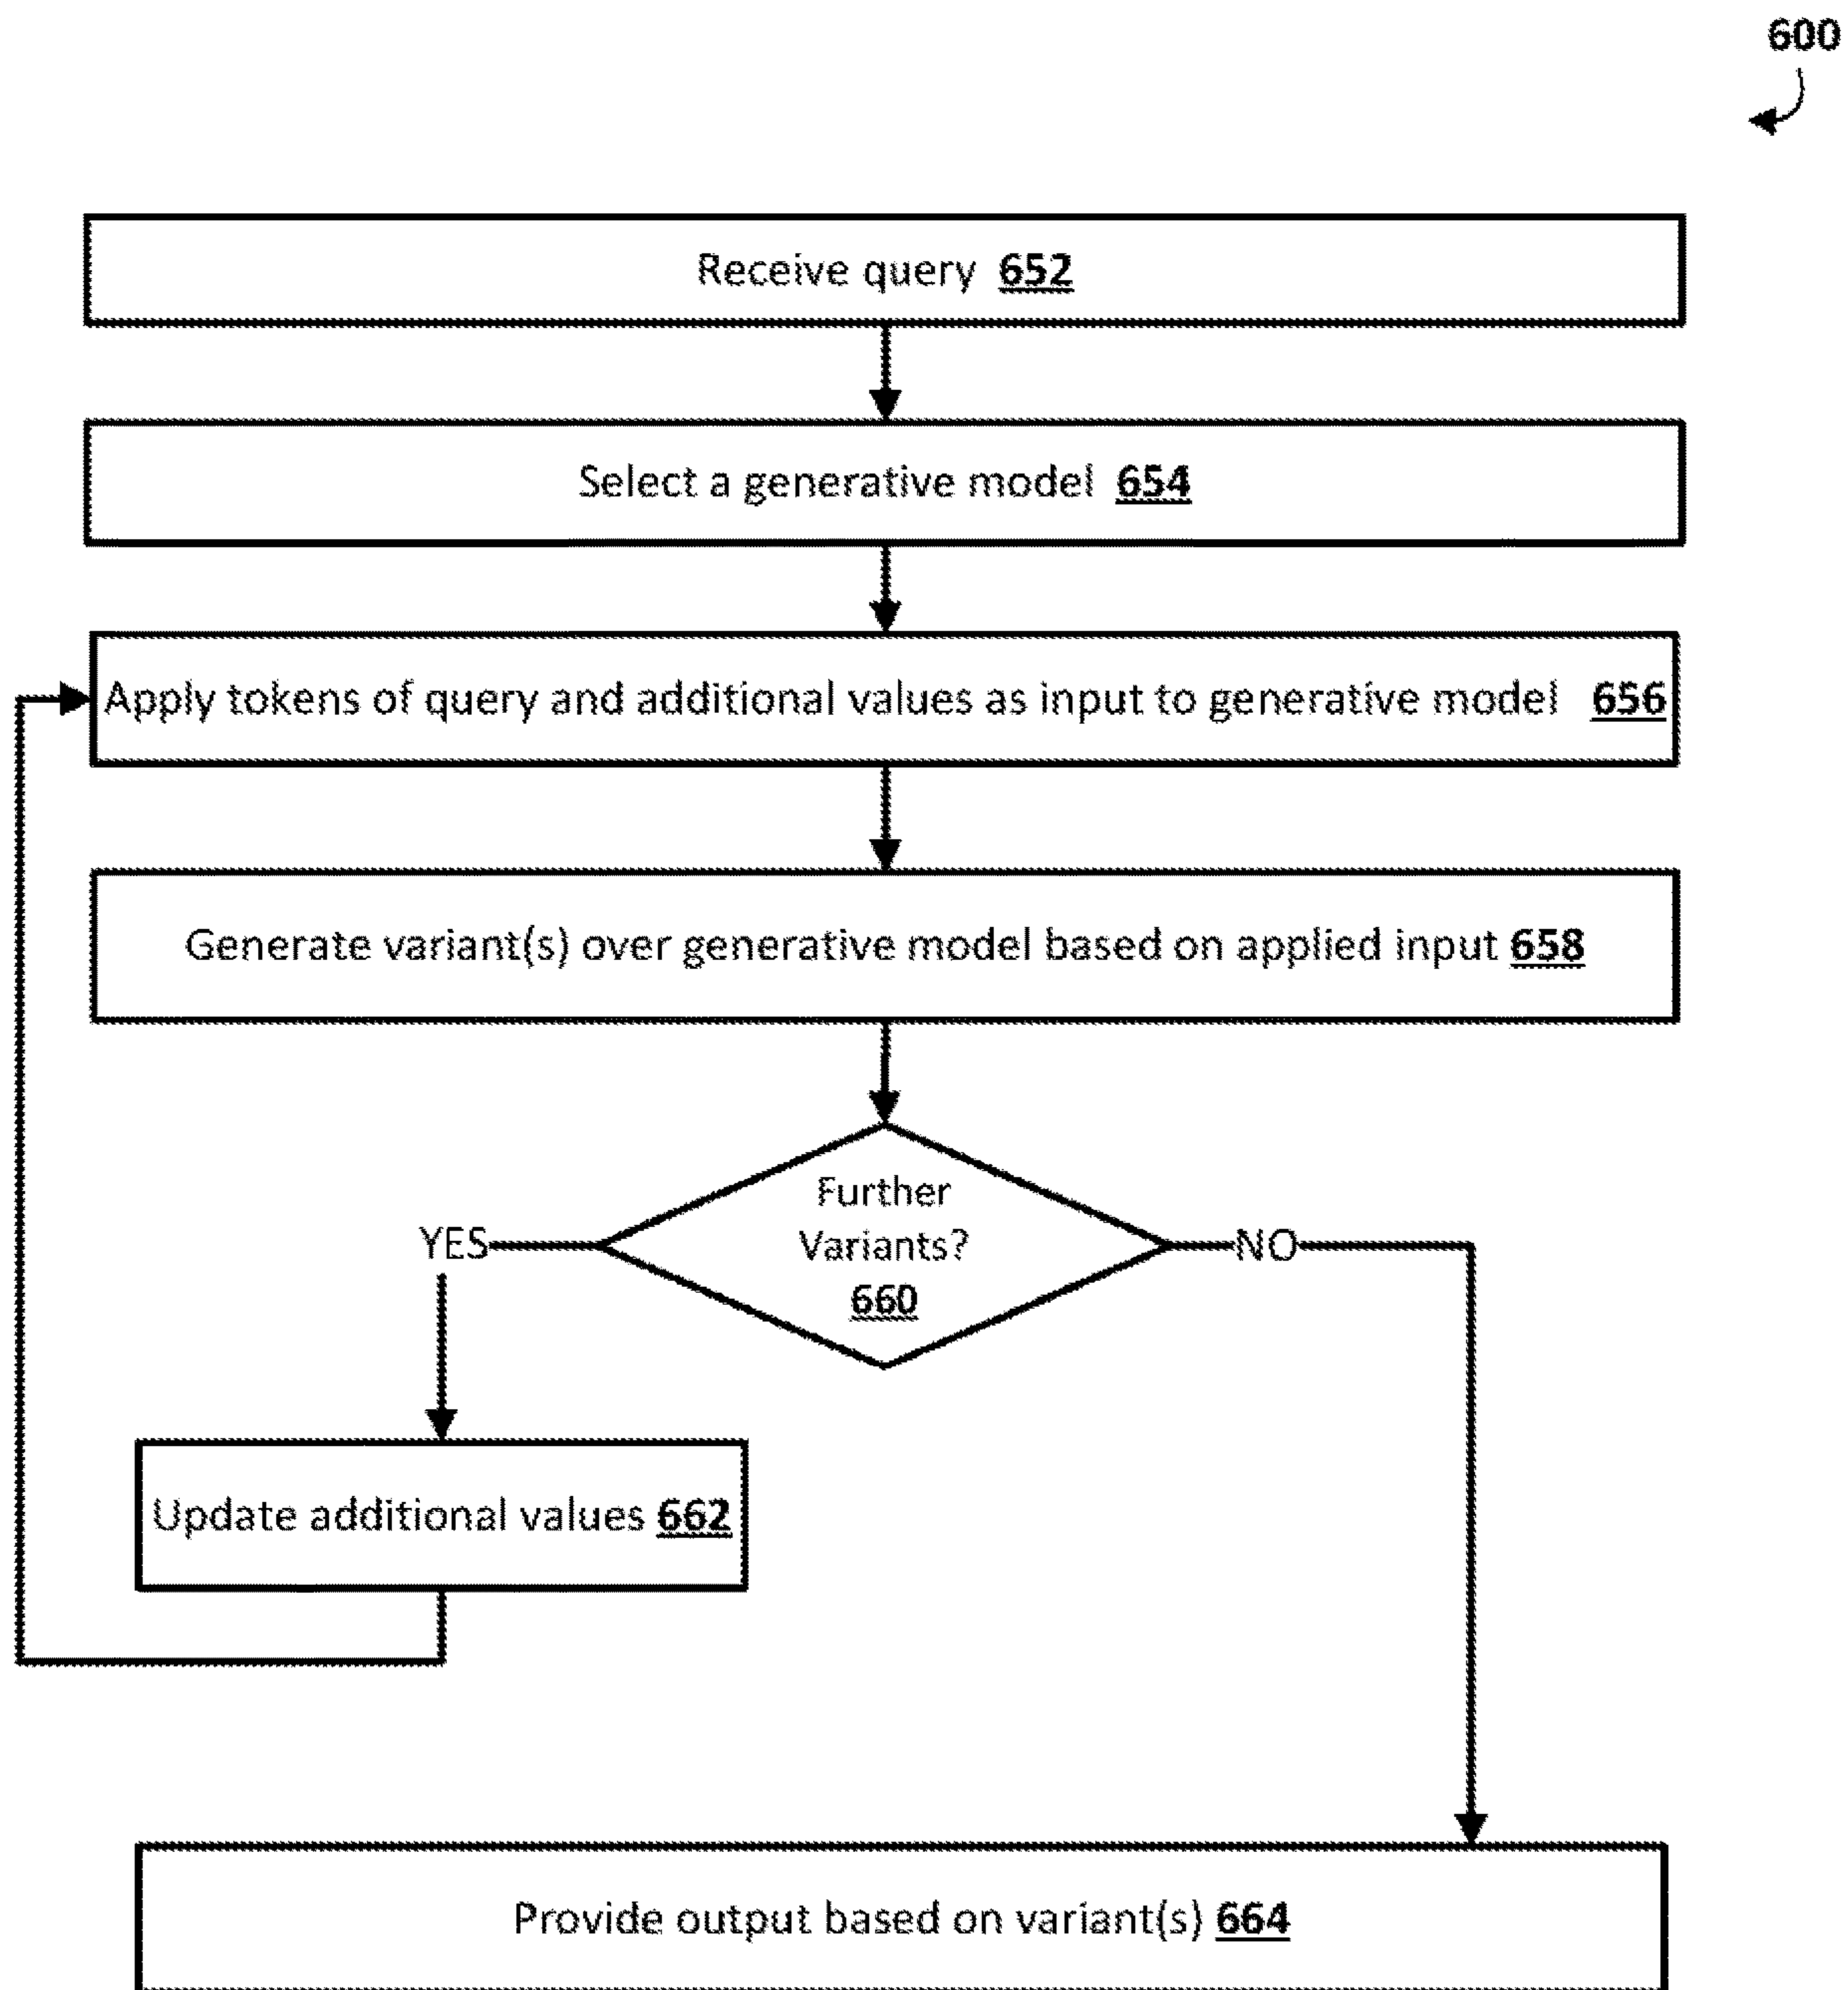 600
Receive query 652
Select a generative model 654
Apply tokens of query and additional values as input to generative model 656
Generate variant(s) over generative model based on applied input 658
Further
Variants?
660
YES
NO
Update additional values 662
Provide output based on variant(s) 664